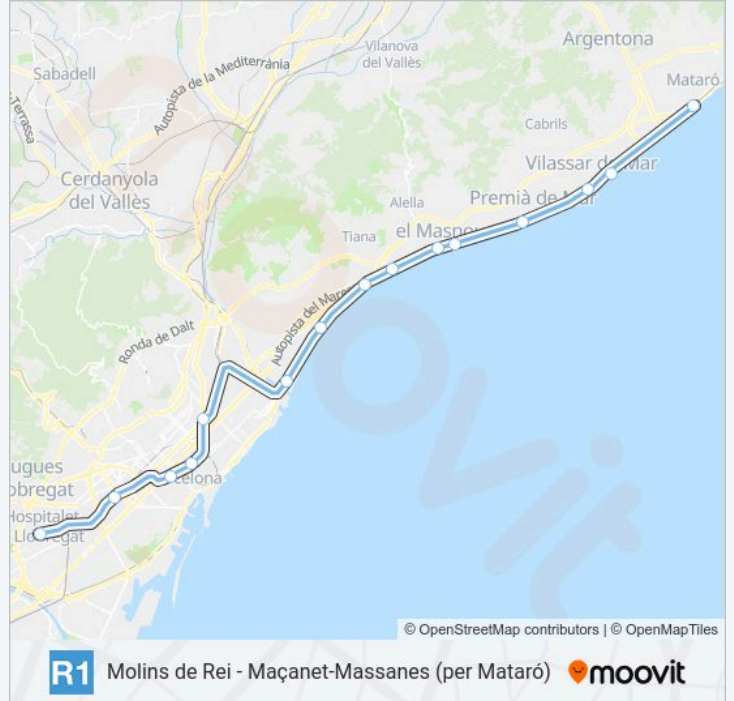 Argentona
Vilanova
del Vallès
Sabadell
Autopista de la Mediterrània
Mataró
Terrassa
Cabrils
Cerdanyola
del Vallès
Vilassar de Mar
Alella
Premià de Mar
Tiana
el Masnou
Autopista del Mares
Ronda de Dalt
ugues
obregat
celona
Hospitalet
Llobregat
© OpenStreetMap contributors | © OpenMapTiles
R1 Molins de Rei - Maçanet-Massanes (per Mataró) moovit